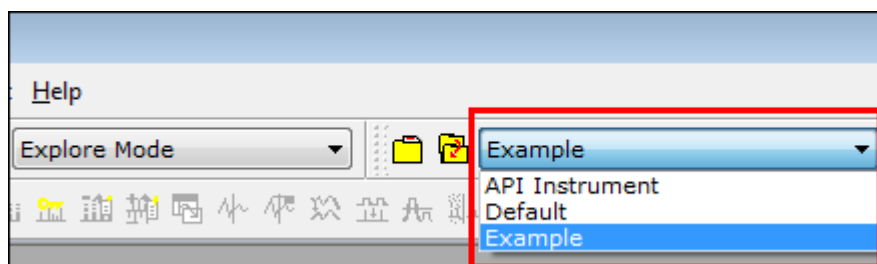 Help
Explore Mode
Example
API Instrument
Default
Example